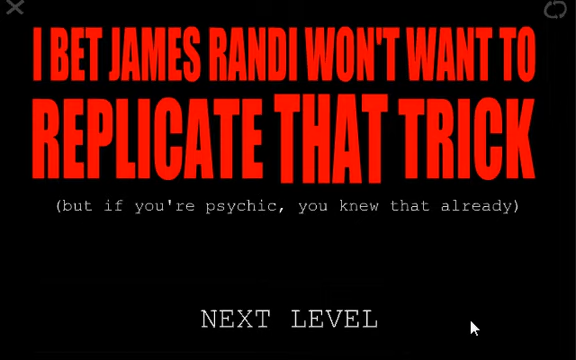 I BET JAMES RANDI WON'T WANT TO
REPLICATE THAT TRICK
(but if you're psychic, you knew that already)
NEXT LEVEL